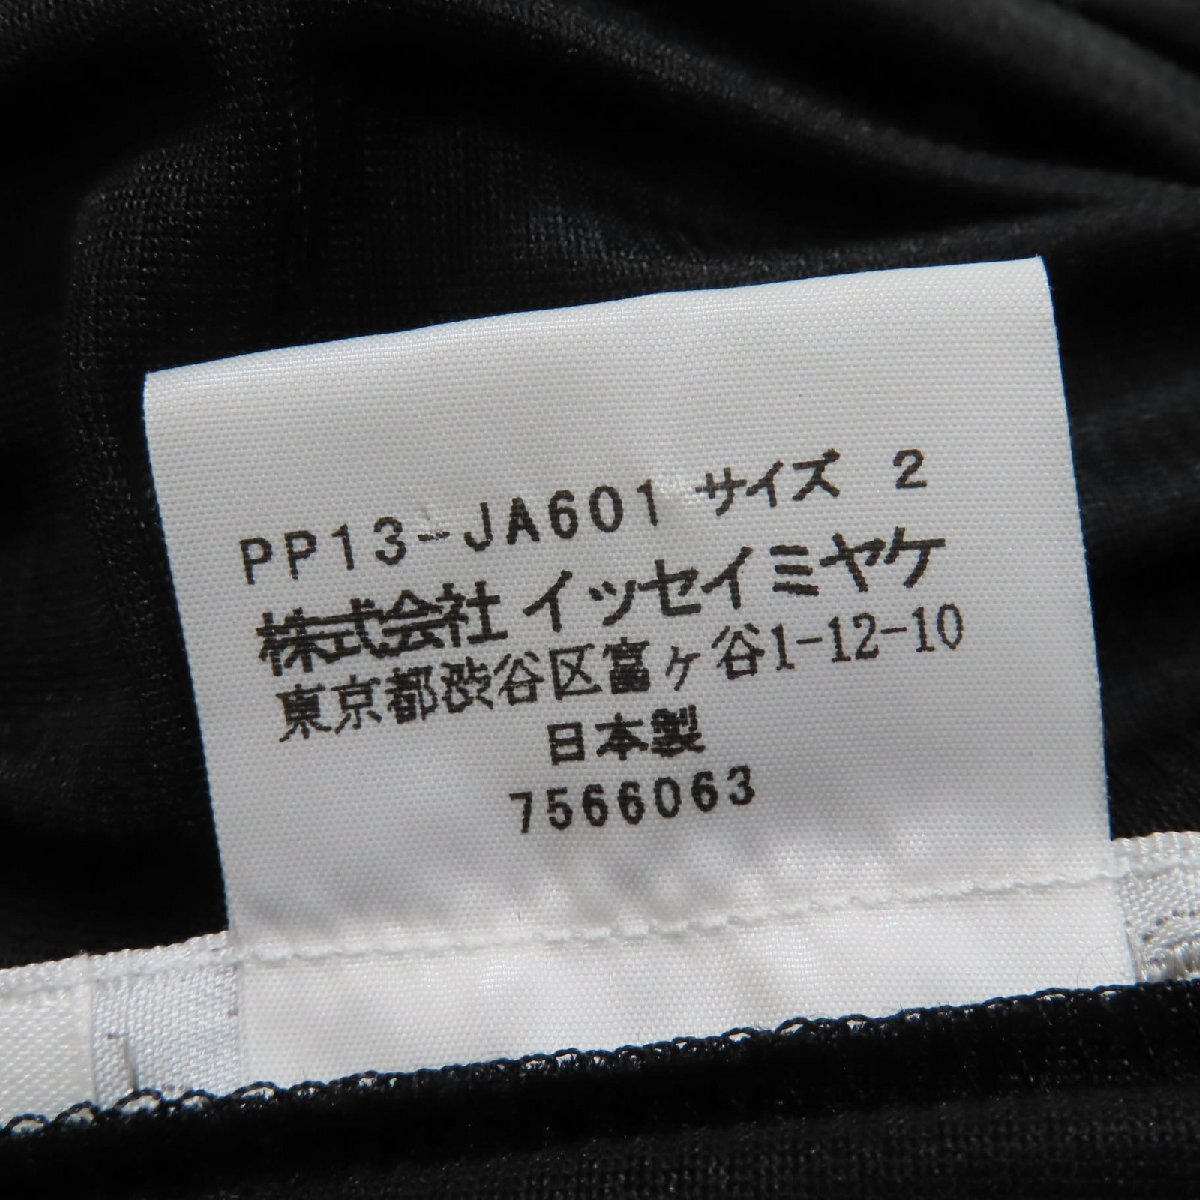 PP13-JA601 サイズ 2
株式会社 イッセイミヤケ
東京都渋谷区富ヶ谷1-12-10
日本製
7566063